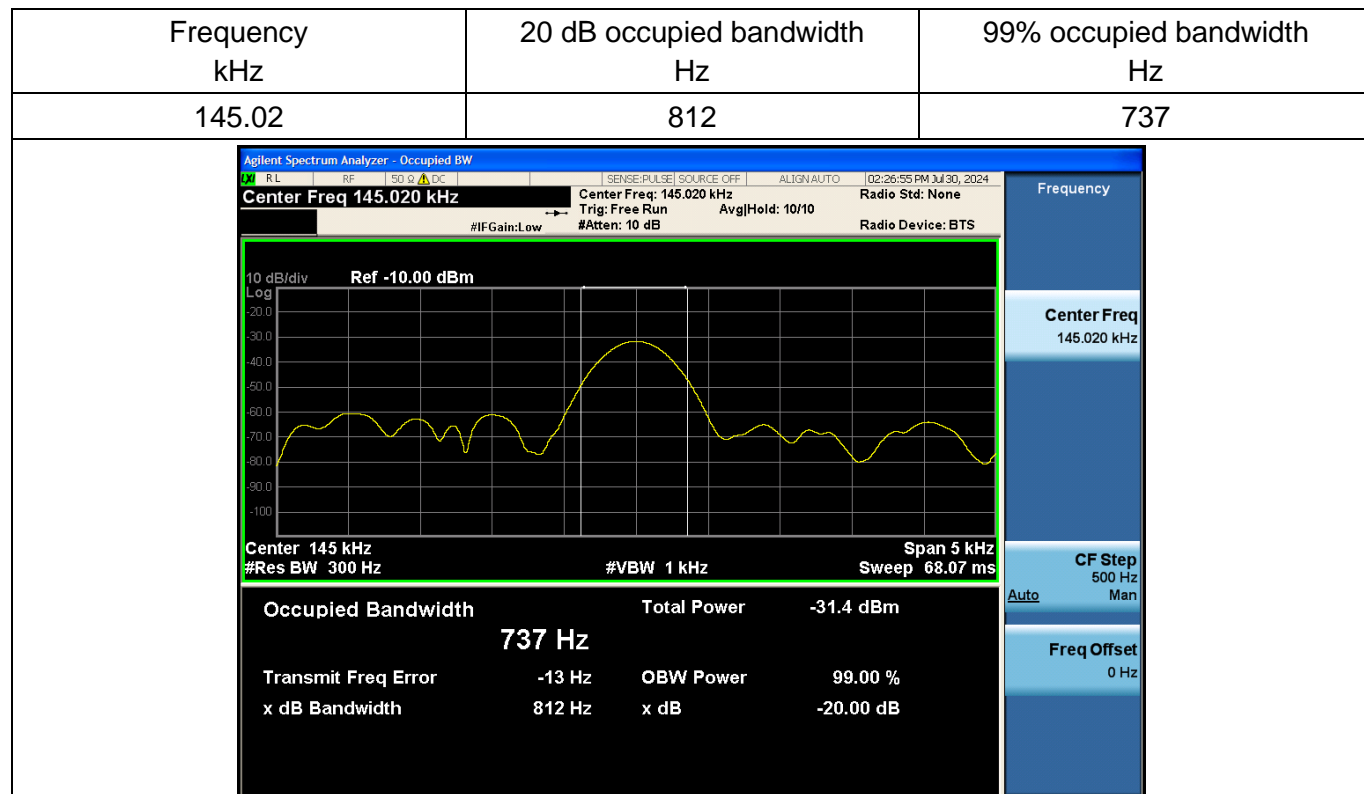 Frequency 20 dB occupied bandwidth 99% occupied bandwidth
kHz Hz Hz
145.02 812 737
Agilent Spectrum Analyzer - Occupied BW
LXI RL RF 50 Ω DC SENSE:PULSE SOURCE OFF ALIGN AUTO 02:26:55 PM Jul 30, 2024
Center Freq 145.020 kHz Center Freq: 145.020 kHz Radio Std: None Frequency
Trig: Free Run Avg|Hold: 10/10
#IFGain:Low #Atten: 10 dB Radio Device: BTS
10 dB/div Ref -10.00 dBm
Log
-20.0
-30.0
-40.0
-50.0
-60.0
-70.0
-80.0
-90.0
-100
Center Freq
145.020 kHz
Center 145 kHz Span 5 kHz
#Res BW 300 Hz #VBW 1 kHz Sweep 68.07 ms
CF Step
500 Hz
Auto Man
Occupied Bandwidth Total Power -31.4 dBm
737 Hz
Transmit Freq Error -13 Hz OBW Power 99.00 %
x dB Bandwidth 812 Hz x dB -20.00 dB
Freq Offset
0 Hz